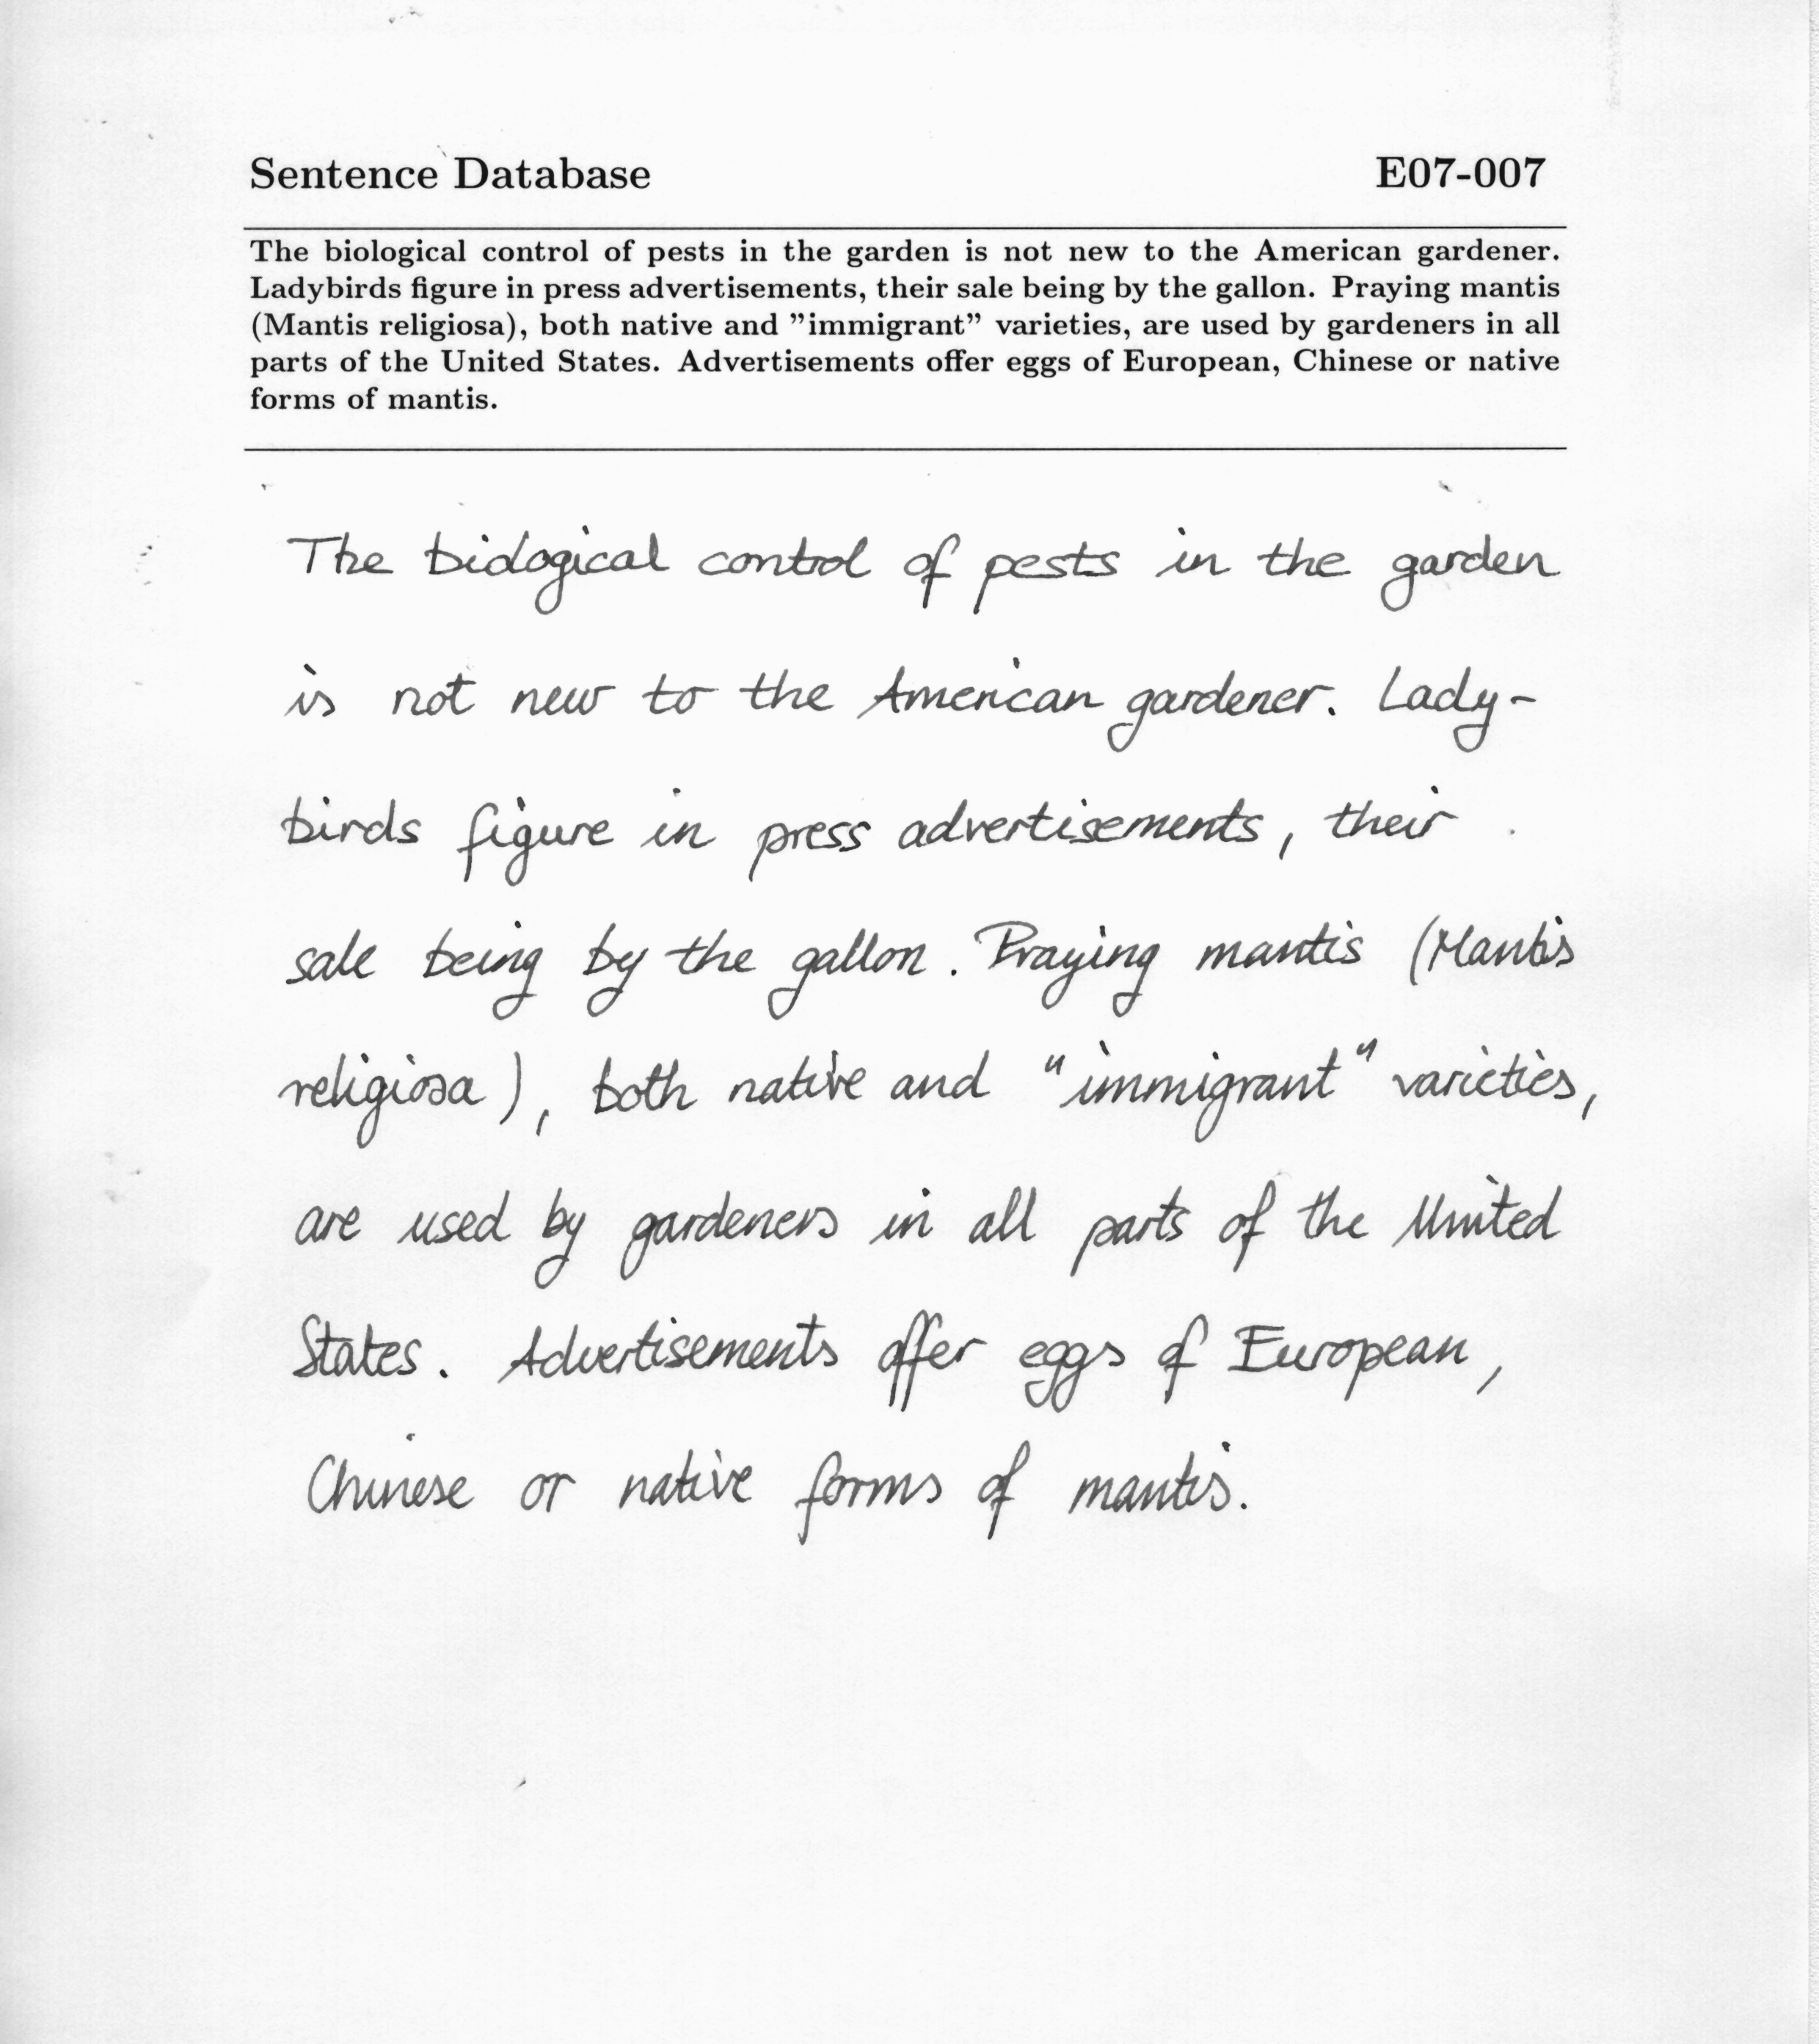 Sentence Database E07-007
The biological control of pests in the garden is not new to the American gardener.
Ladybirds figure in press advertisements, their sale being by the gallon. Praying mantis
(Mantis religiosa), both native and ”immigrant” varieties, are used by gardeners in all
parts of the United States. Advertisements offer eggs of European, Chinese or native
forms of mantis.
The biological control of pests in the garden
is not new to the American gardener. Lady-
birds figure in press advertisements, their
sale being by the gallon. Praying mantis (Mantis
religiosa), both native and "immigrant" varieties,
are used by gardeners in all parts of the United
States. Advertisements offer eggs of European,
Chinese or native forms of mantis.